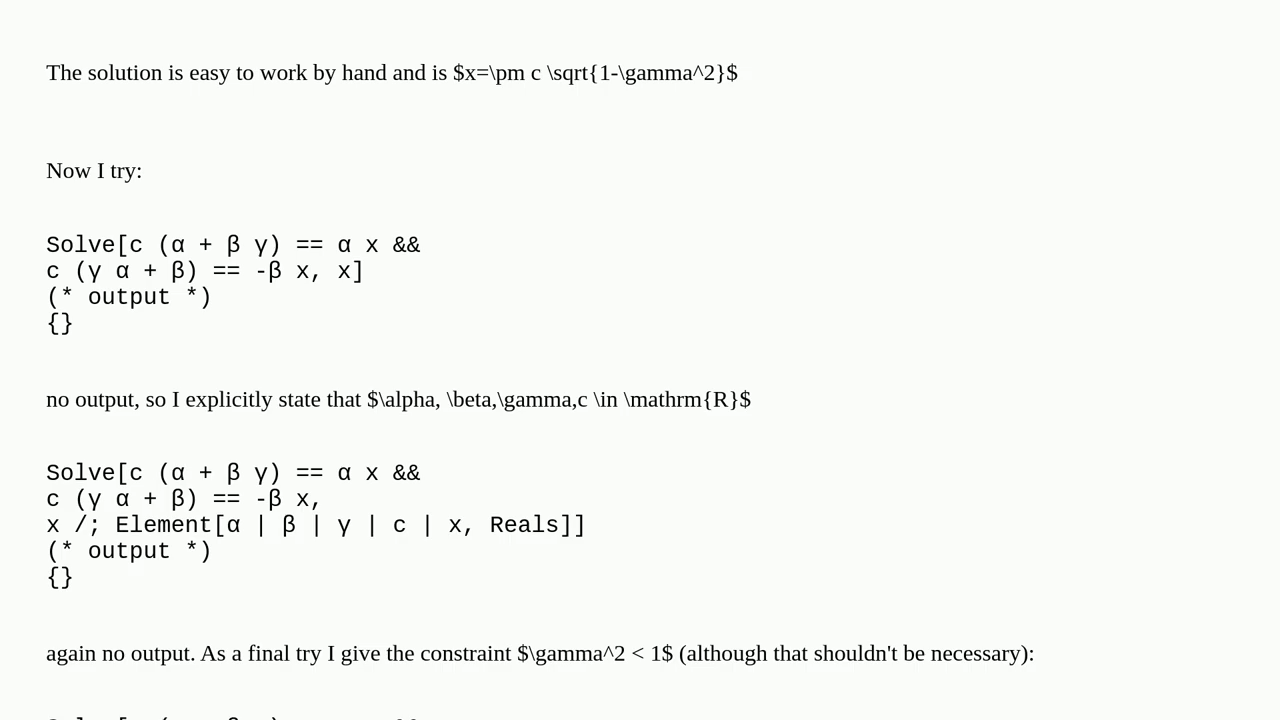 The solution is easy to work by hand and is $x=\pm c \sqrt{1-\gamma^2}$
Now I try:
Solve[c (α + β γ) == α x &&
c (γ α + β) == -β x, x]
(* output *)
{}
no output, so I explicitly state that $\alpha, \beta,\gamma,c \in \mathrm{R}$
Solve[c (α + β γ) == α x &&
c (γ α + β) == -β x,
x /; Element[α | β | γ | c | x, Reals]]
(* output *)
{}
again no output. As a final try I give the constraint $\gamma^2 < 1$ (although that shouldn't be necessary):